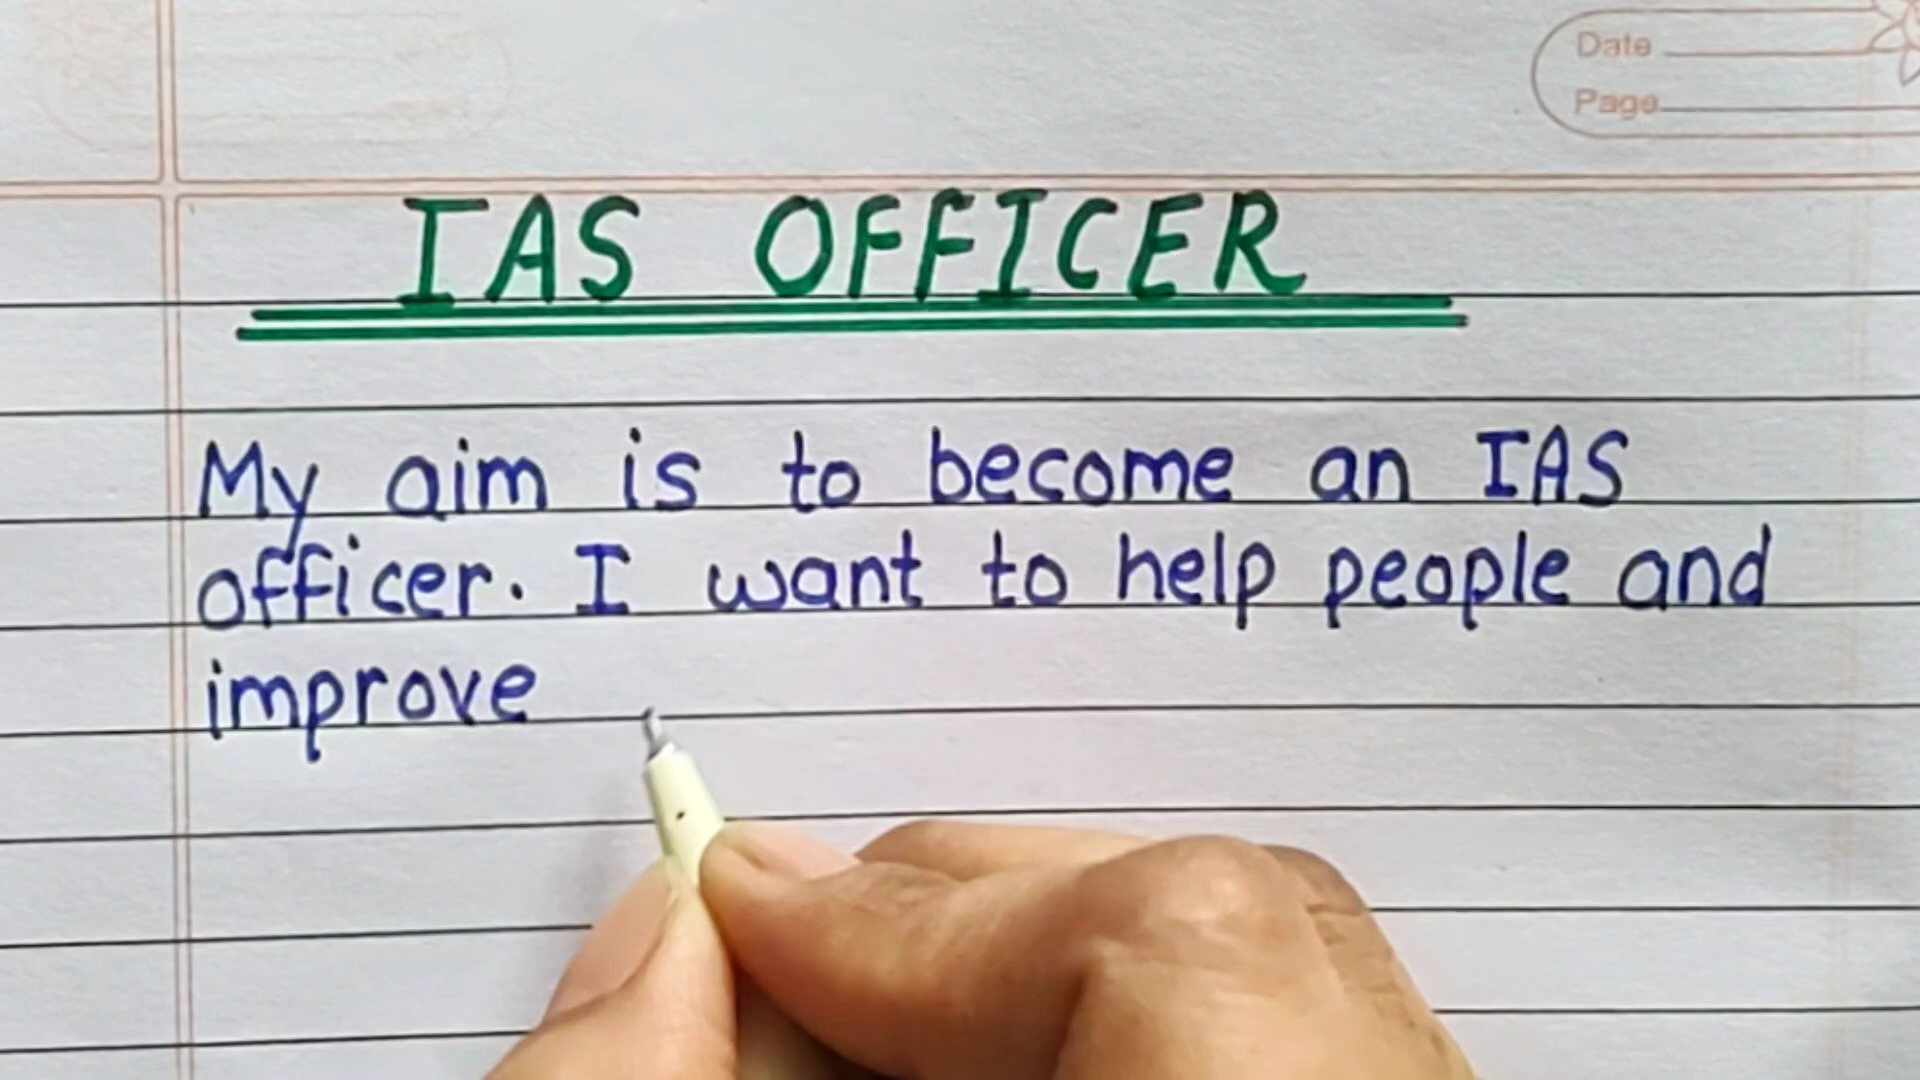 Date
Page
IAS OFFICER
My aim is to become an IAS
officer. I want to help people and
improve